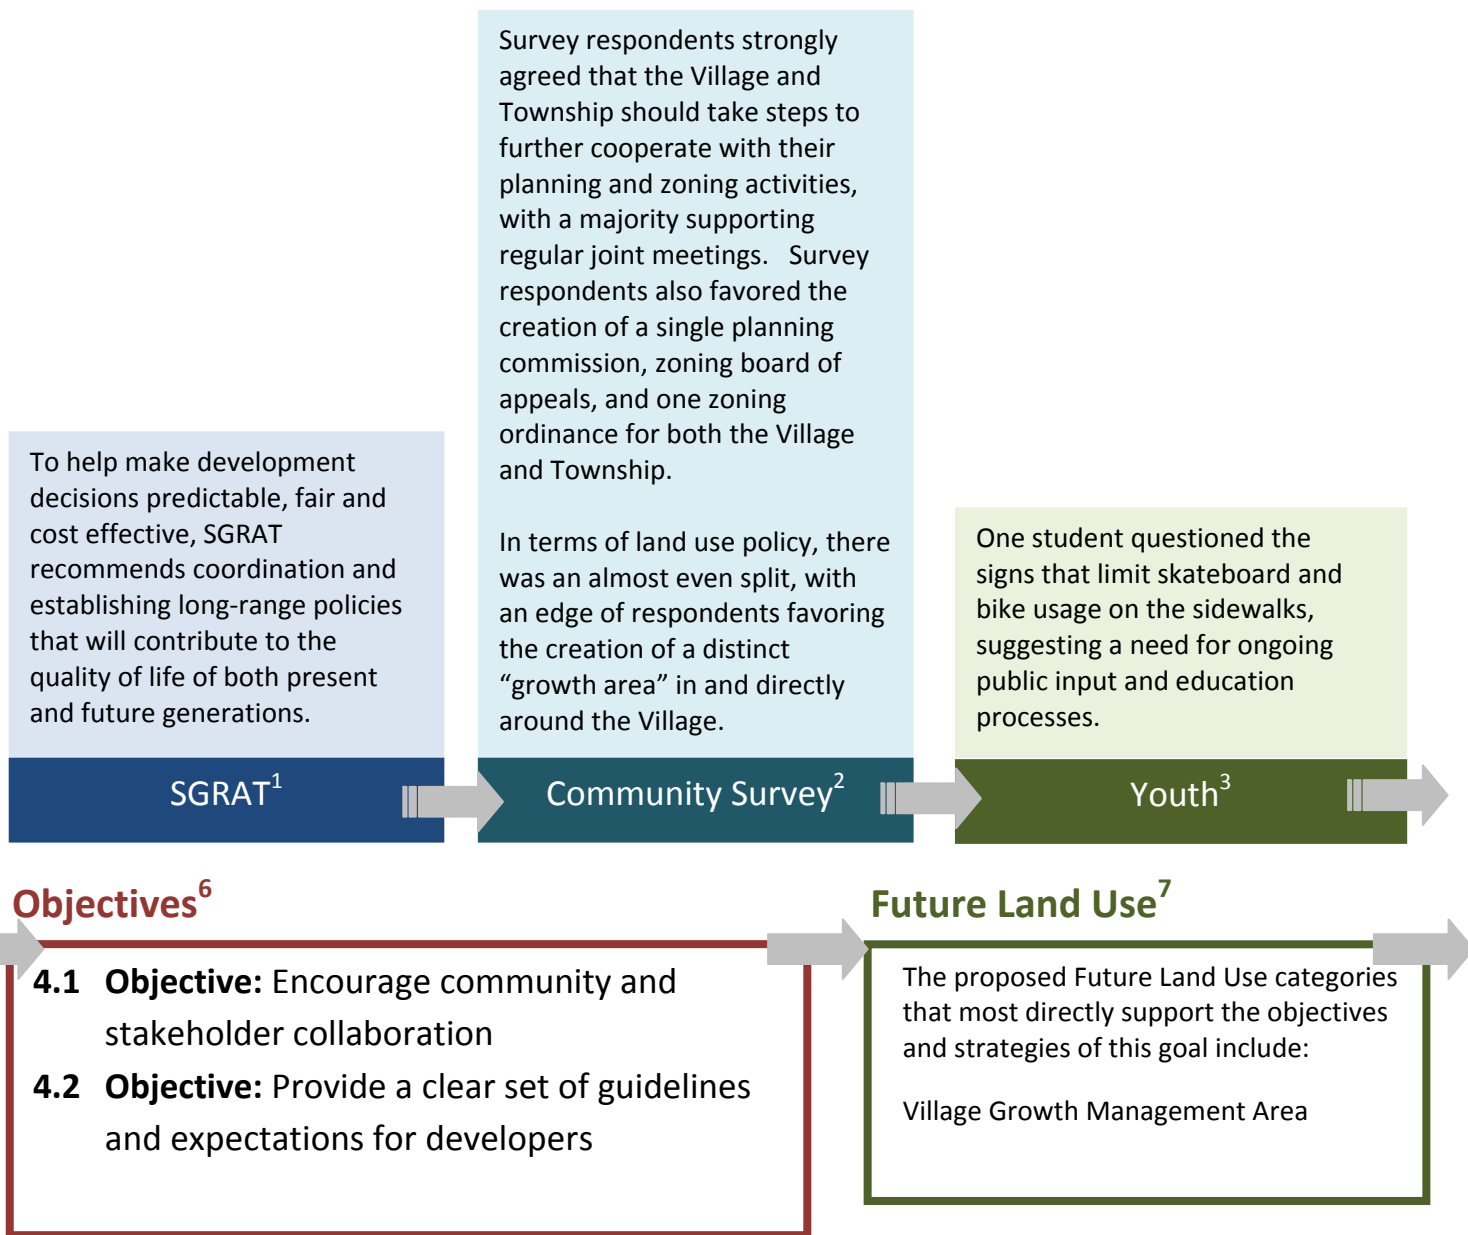 To help make development
decisions predictable, fair and
cost effective, SGRAT
recommends coordination and
establishing long-range policies
that will contribute to the
quality of life of both present
and future generations.
SGRAT1
Survey respondents strongly
agreed that the Village and
Township should take steps to
further cooperate with their
planning and zoning activities,
with a majority supporting
regular joint meetings.   Survey
respondents also favored the
creation of a single planning
commission, zoning board of
appeals, and one zoning
ordinance for both the Village
and Township.
In terms of land use policy, there
was an almost even split, with
an edge of respondents favoring
the creation of a distinct
“growth area” in and directly
around the Village.
Community Survey2
One student questioned the
signs that limit skateboard and
bike usage on the sidewalks,
suggesting a need for ongoing
public input and education
processes.
Youth3
Objectives6
4.1 Objective: Encourage community and
stakeholder collaboration
4.2 Objective: Provide a clear set of guidelines
and expectations for developers
Future Land Use7
The proposed Future Land Use categories
that most directly support the objectives
and strategies of this goal include:
Village Growth Management Area